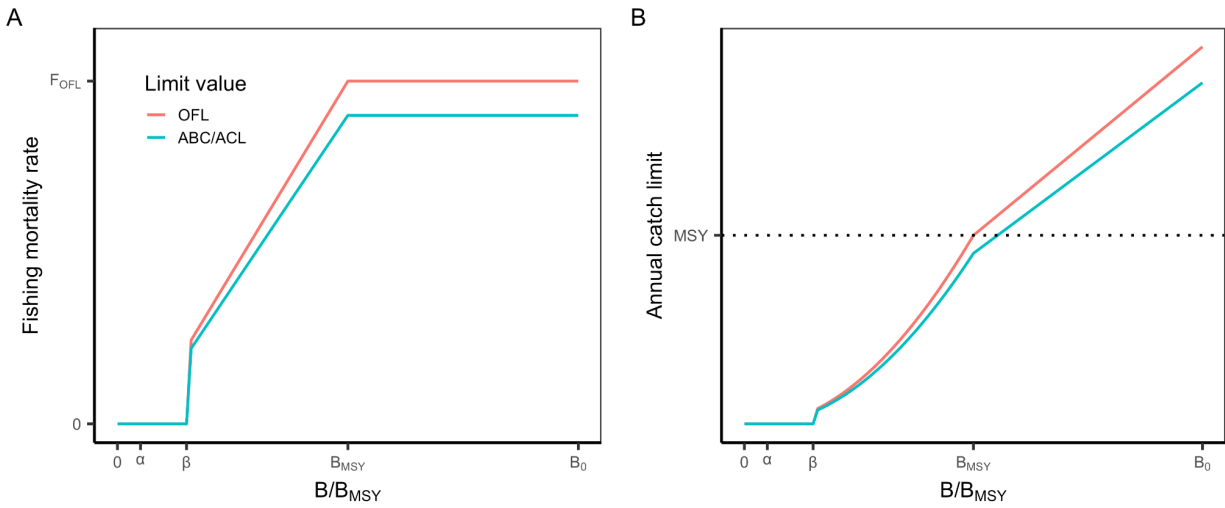 A
Fishing mortality rate
F_OFL
0
Limit value
OFL
ABC/ACL
0 α β B_MSY B_0
B/B_MSY
B
Annual catch limit
MSY
0 α β B_MSY B_0
B/B_MSY